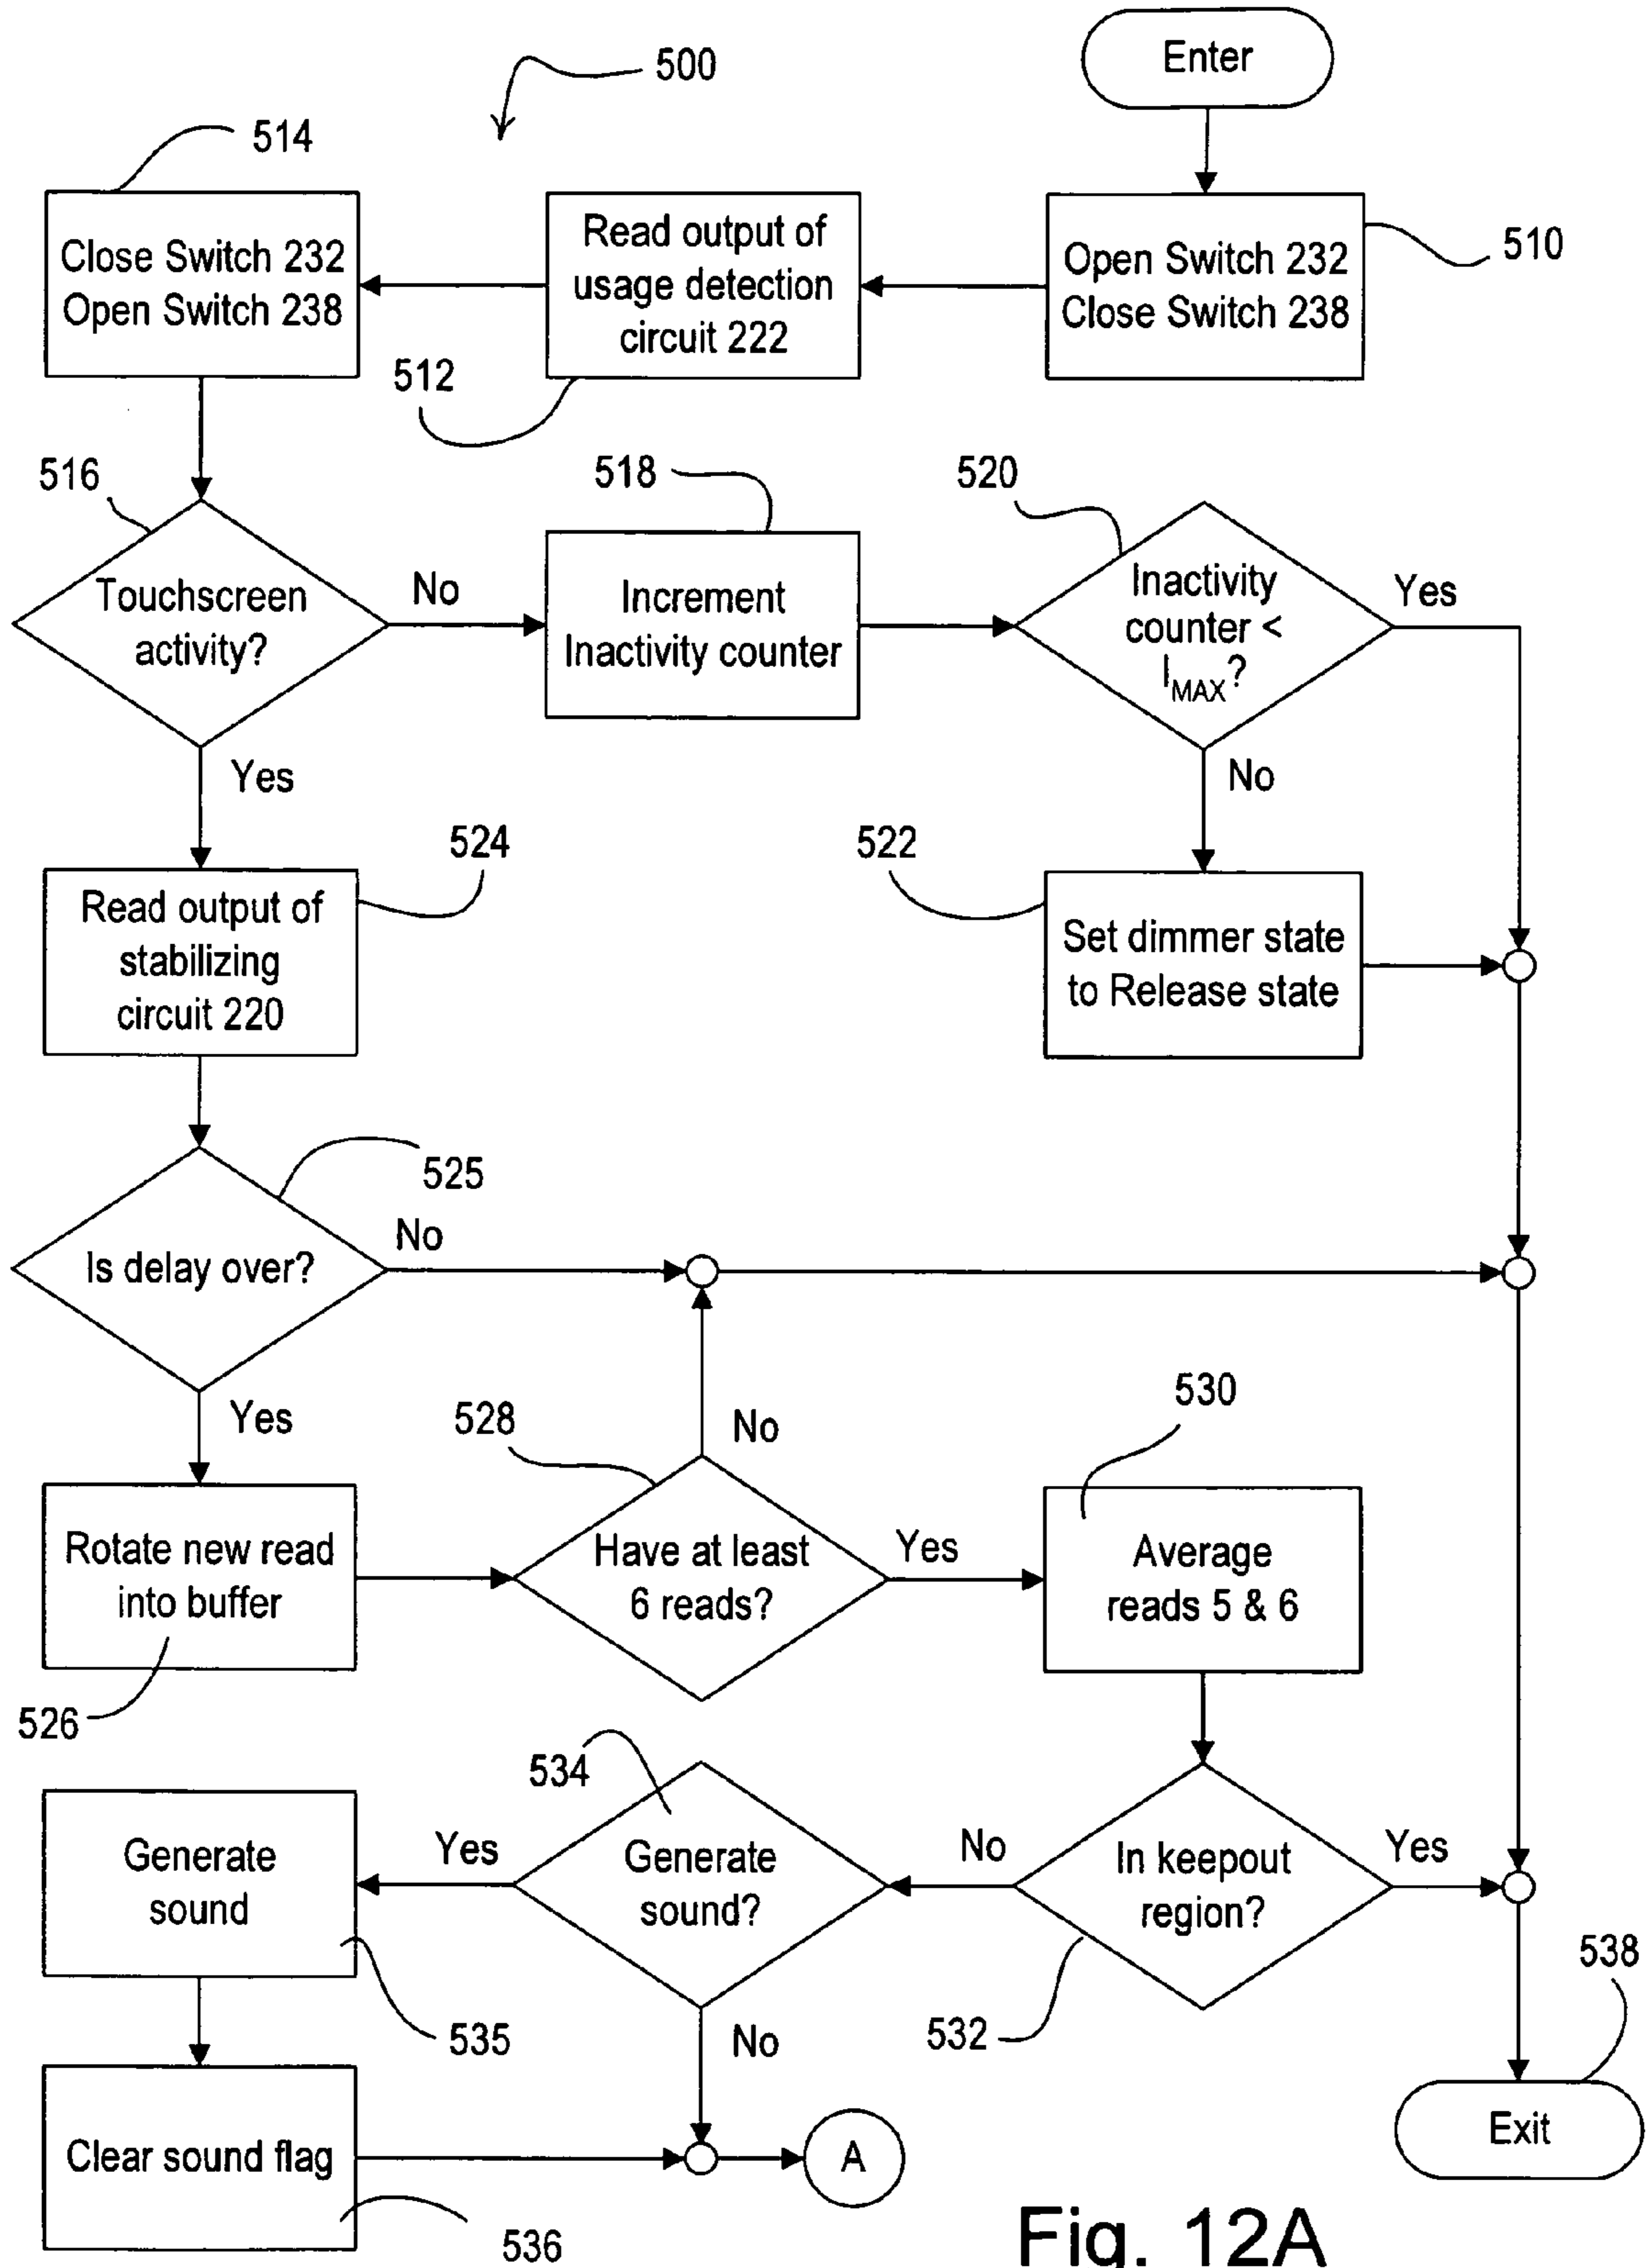 500
Enter
514
Close Switch 232
Open Switch 238
Read output of
usage detection
circuit 222
512
Open Switch 232
Close Switch 238
510
516
Touchscreen
activity?
No
Yes
518
Increment
Inactivity counter
520
Inactivity
counter <
IMAX?
Yes
No
522
Set dimmer state
to Release state
524
Read output of
stabilizing
circuit 220
525
Is delay over?
No
Yes
526
Rotate new read
into buffer
528
Have at least
6 reads?
No
Yes
530
Average
reads 5 & 6
532
In keepout
region?
Yes
No
534
Generate
sound?
Yes
No
Generate
sound
535
Clear sound flag
536
A
538
Exit
Fig. 12A